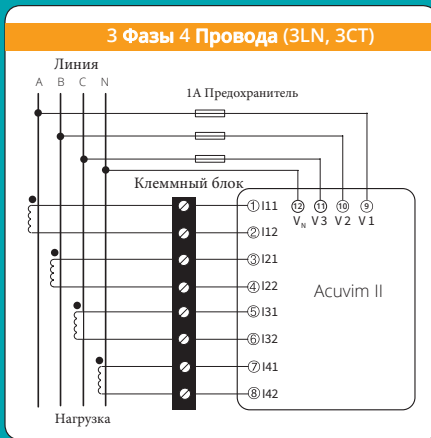 3 Фазы 4 Провода (3LN, 3CT)
Линия
A B C N
1А Предохранитель
Клеммный блок
① I11
② I12
③ I21
④ I22
⑤ I31
⑥ I32
⑦ I41
⑧ I42
⑫ ⑪ ⑩ ⑨
VN V3 V2 V1
Acuvim II
Нагрузка